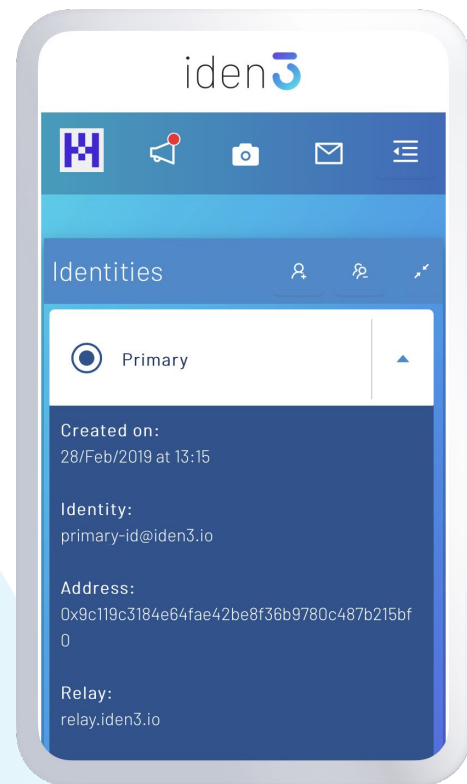 iden3
Identities
Primary
Created on:
28/Feb/2019 at 13:15
Identity:
primary-id@iden3.io
Address:
0x9c119c3184e64fae42be8f36b9780c487b215bf
0
Relay:
relay.iden3.io